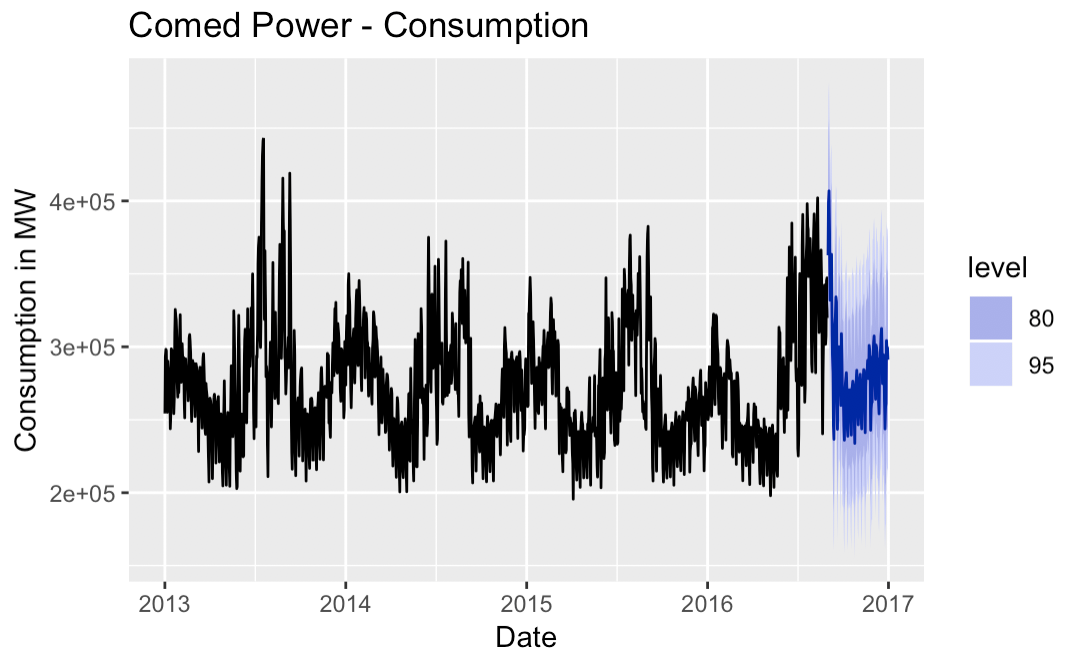 Comed Power - Consumption
Consumption in MW
4e+05
3e+05
2e+05
2013
2014
2015
2016
2017
Date
level
80
95